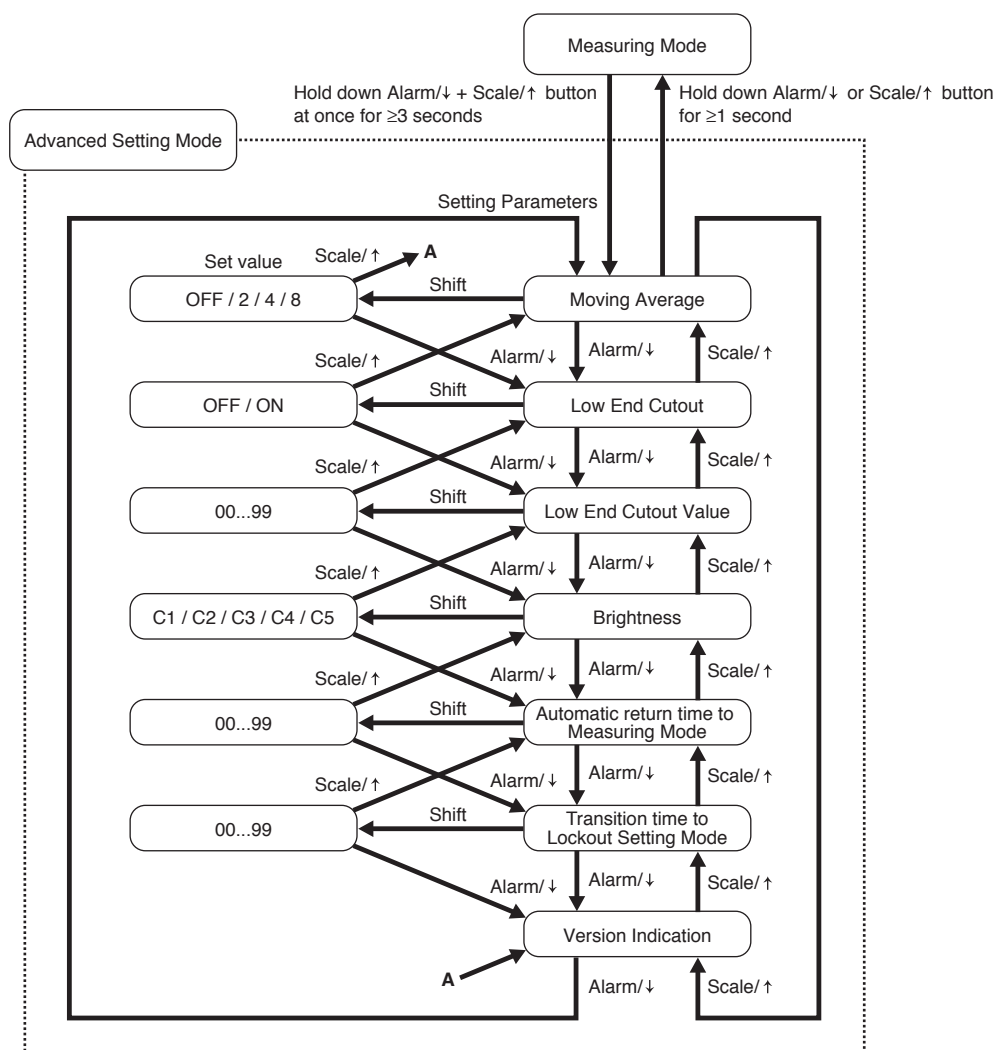 Measuring Mode
Hold down Alarm/↓ + Scale/↑ button
at once for ≥3 seconds
Hold down Alarm/↓ or Scale/↑ button
for ≥1 second
Advanced Setting Mode
Setting Parameters
Set value
Scale/↑
A
OFF / 2 / 4 / 8
Shift
Moving Average
Scale/↑
Alarm/↓
Alarm/↓
Scale/↑
OFF / ON
Shift
Low End Cutout
Scale/↑
Alarm/↓
Alarm/↓
Scale/↑
00...99
Shift
Low End Cutout Value
Scale/↑
Alarm/↓
Alarm/↓
Scale/↑
C1 / C2 / C3 / C4 / C5
Shift
Brightness
Scale/↑
Alarm/↓
Alarm/↓
Scale/↑
00...99
Shift
Automatic return time to
Measuring Mode
Scale/↑
Alarm/↓
Alarm/↓
Scale/↑
00...99
Shift
Transition time to
Lockout Setting Mode
Alarm/↓
Alarm/↓
Scale/↑
Version Indication
A
Alarm/↓
Scale/↑